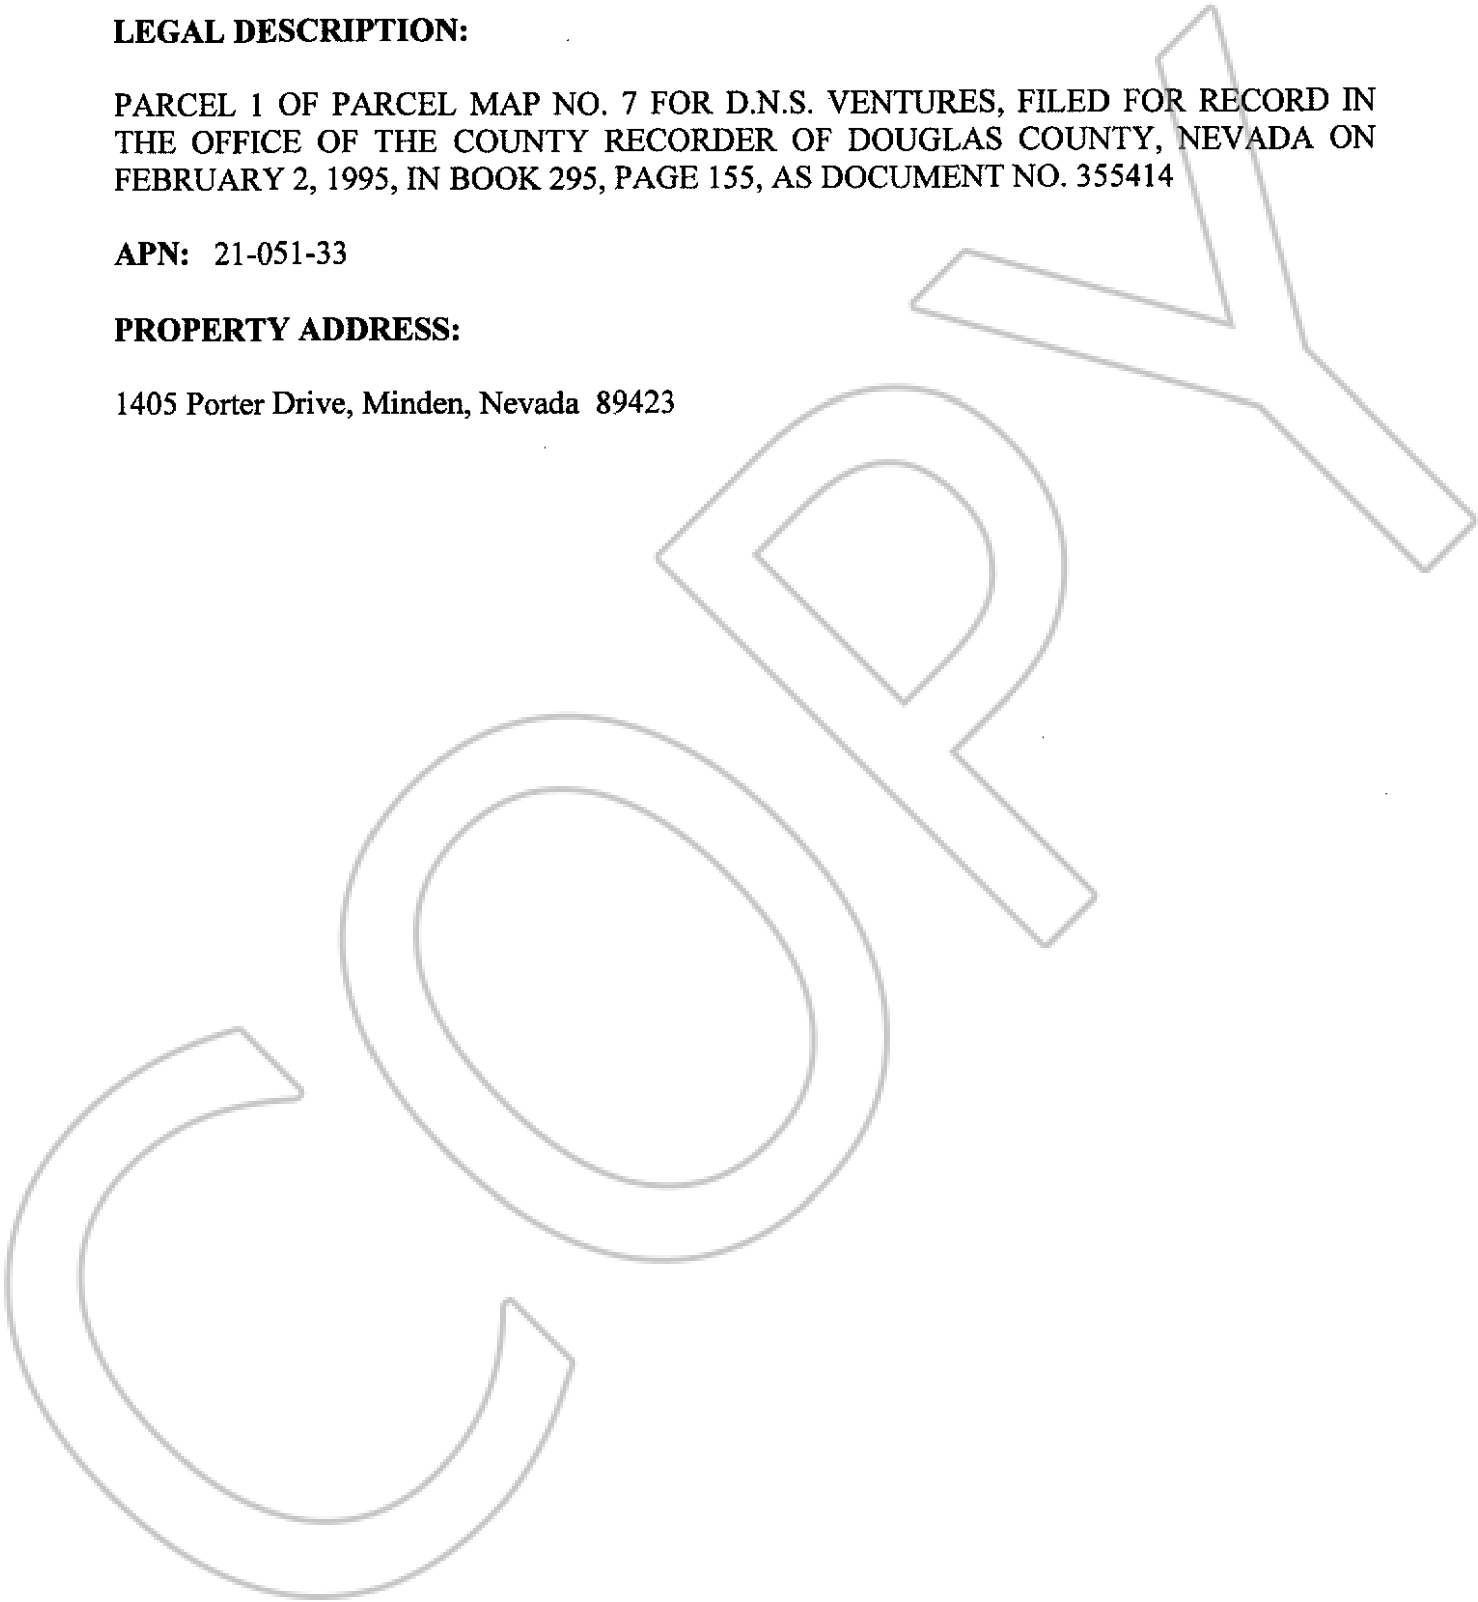 LEGAL DESCRIPTION:
PARCEL 1 OF PARCEL MAP NO. 7 FOR D.N.S. VENTURES, FILED FOR RECORD IN
THE OFFICE OF THE COUNTY RECORDER OF DOUGLAS COUNTY, NEVADA ON
FEBRUARY 2, 1995, IN BOOK 295, PAGE 155, AS DOCUMENT NO. 355414
APN: 21-051-33
PROPERTY ADDRESS:
1405 Porter Drive, Minden, Nevada 89423
COPY